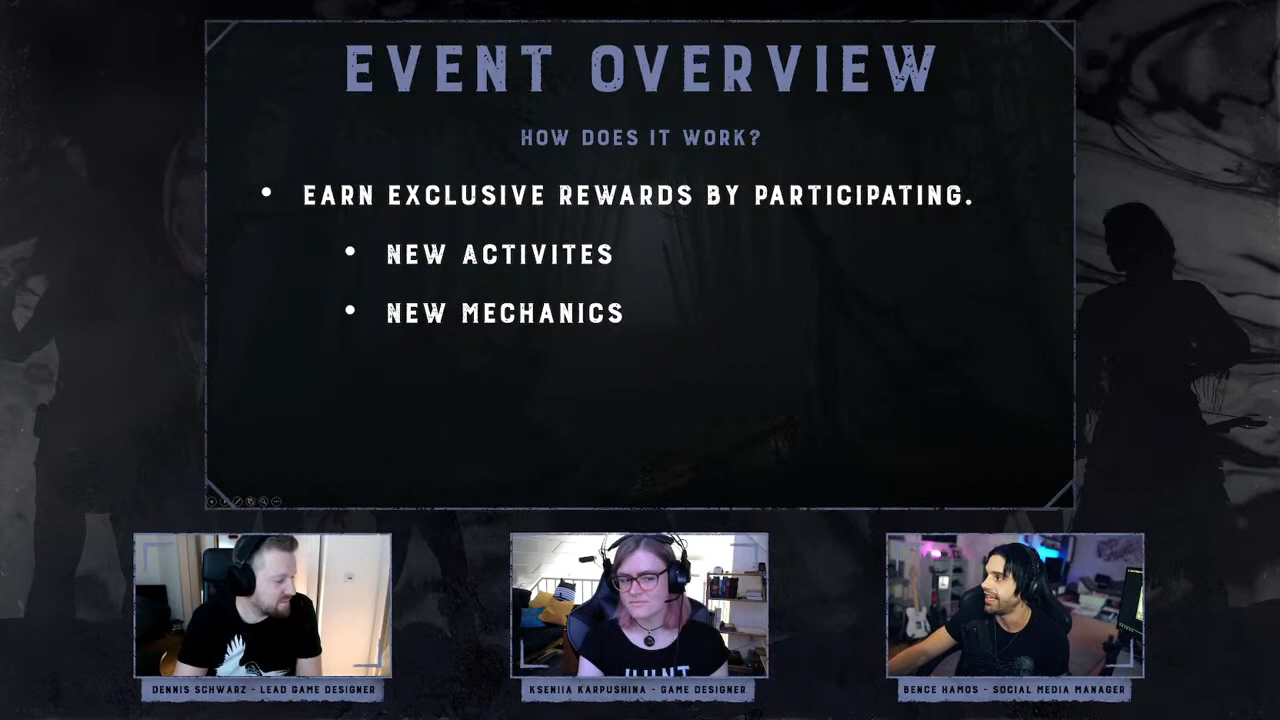 EVENT OVERVIEW
HOW DOES IT WORK?
• EARN EXCLUSIVE REWARDS BY PARTICIPATING.
• NEW ACTIVITES
• NEW MECHANICS
HUNT
DENNIS SCHWARZ - LEAD GAME DESIGNER
KSENIIA KARPUSHINA - GAME DESIGNER
BENCE HAMOS - SOCIAL MEDIA MANAGER